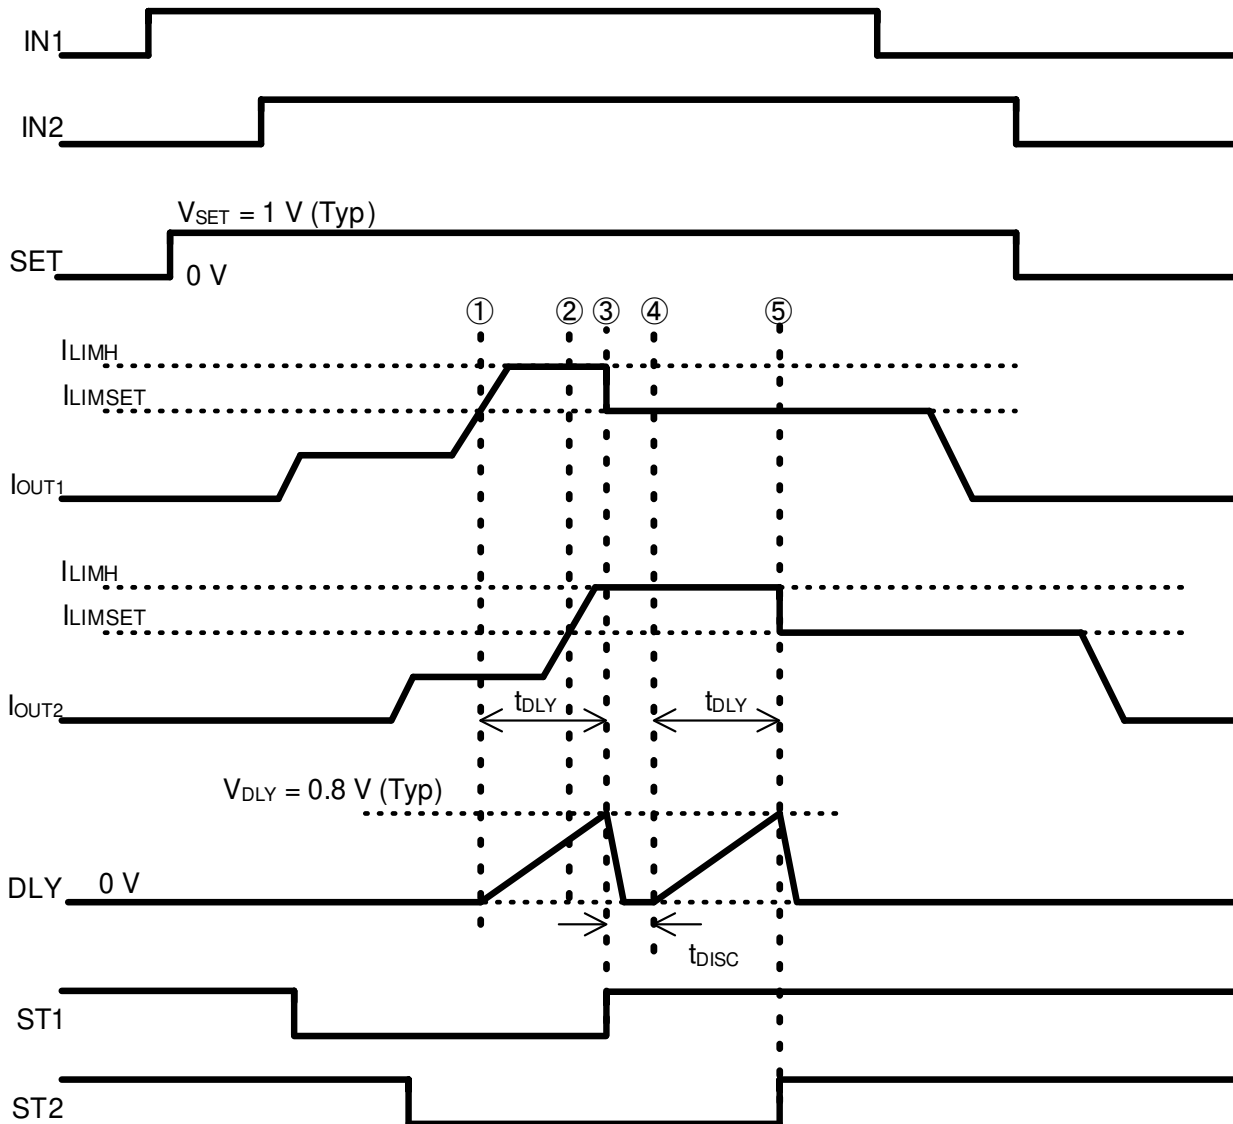 IN1
IN2
VSET = 1 V (Typ)
SET
0 V
① ② ③ ④ ⑤
ILIMH
ILIMSET
IOUT1
ILIMH
ILIMSET
IOUT2
tDLY tDLY
VDLY = 0.8 V (Typ)
DLY 0 V
tDISC
ST1
ST2